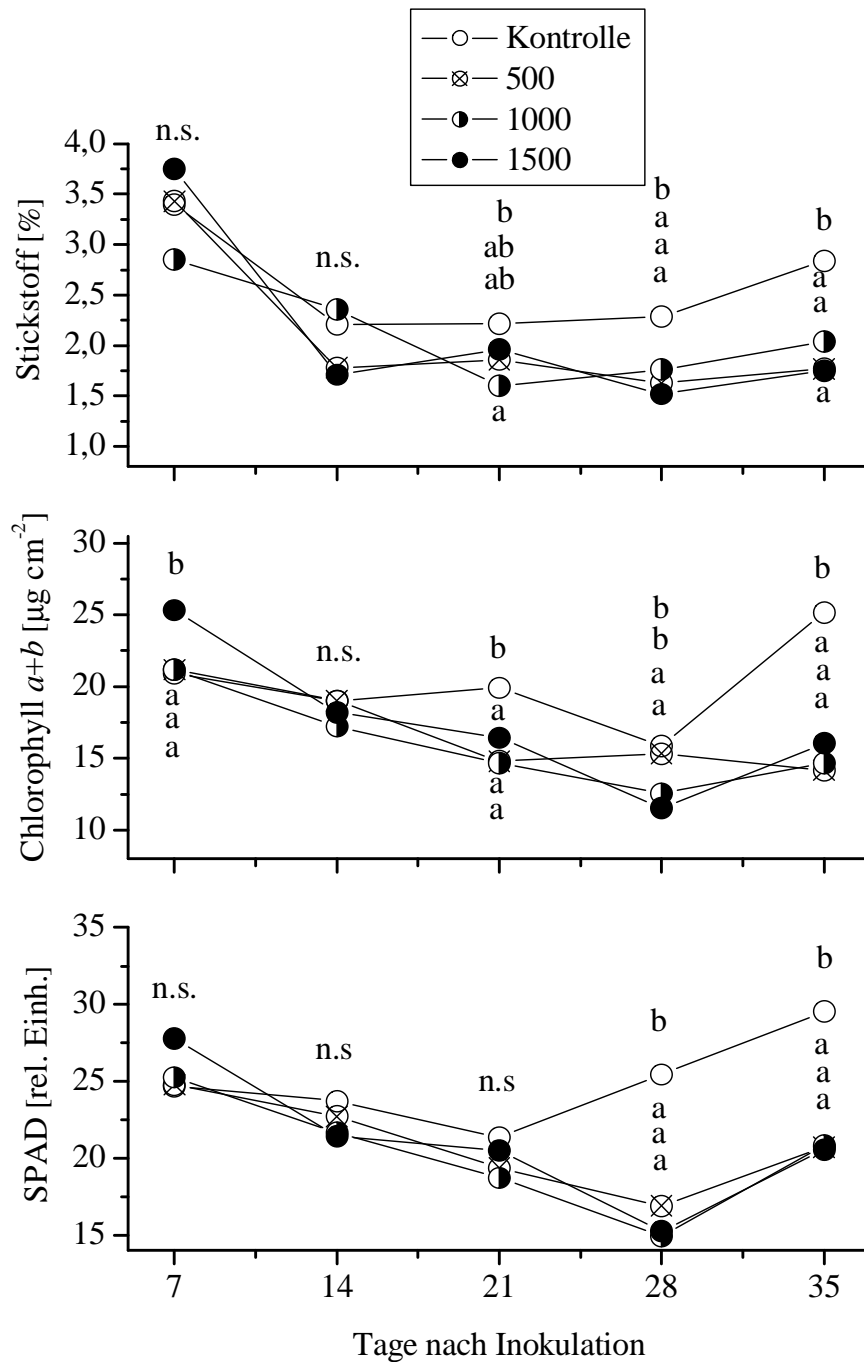 Kontrolle
500
1000
1500
Stickstoff [%]
4,0
3,5
3,0
2,5
2,0
1,5
1,0
n.s.
n.s.
b
ab
ab
a
b
a
a
a
b
a
a
a
Chlorophyll a+b [µg cm-2]
30
25
20
15
10
b
a
a
a
n.s.
b
a
a
a
b
b
a
a
b
a
a
a
SPAD [rel. Einh.]
35
30
25
20
15
n.s.
n.s
n.s
b
a
a
a
b
a
a
a
7 14 21 28 35
Tage nach Inokulation